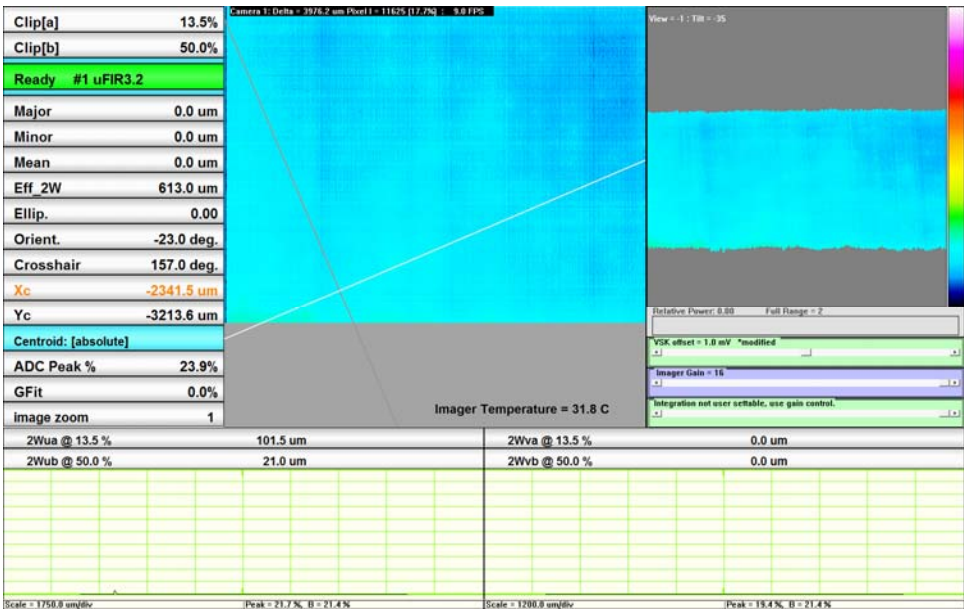 Clip[a] 13.5%
Clip[b] 50.0%
Ready #1 uFIR3.2
Major 0.0 um
Minor 0.0 um
Mean 0.0 um
Eff_2W 613.0 um
Ellip. 0.00
Orient. -23.0 deg.
Crosshair 157.0 deg.
Xc -2341.5 um
Yc -3213.6 um
Centroid: [absolute]
ADC Peak % 23.9%
GFit 0.0%
image zoom 1
Camera 1: Delta = 3976.2 um Pixel I = 11625 [17.7%] : 9.0 FPS
Imager Temperature = 31.8 C
View = -1 : Tilt = -35
Relative Power: 0.00 Full Range = 2
VSK offset = 1.0 mV *modified
Imager Gain = 16
Integration not user settable, use gain control.
2Wua @ 13.5 % 101.5 um
2Wub @ 50.0 % 21.0 um
2Wva @ 13.5 % 0.0 um
2Wvb @ 50.0 % 0.0 um
Scale = 1750.0 um/div Peak = 21.7 %, B = 21.4 %
Scale = 1200.0 um/div Peak = 19.4 %, B = 21.4 %